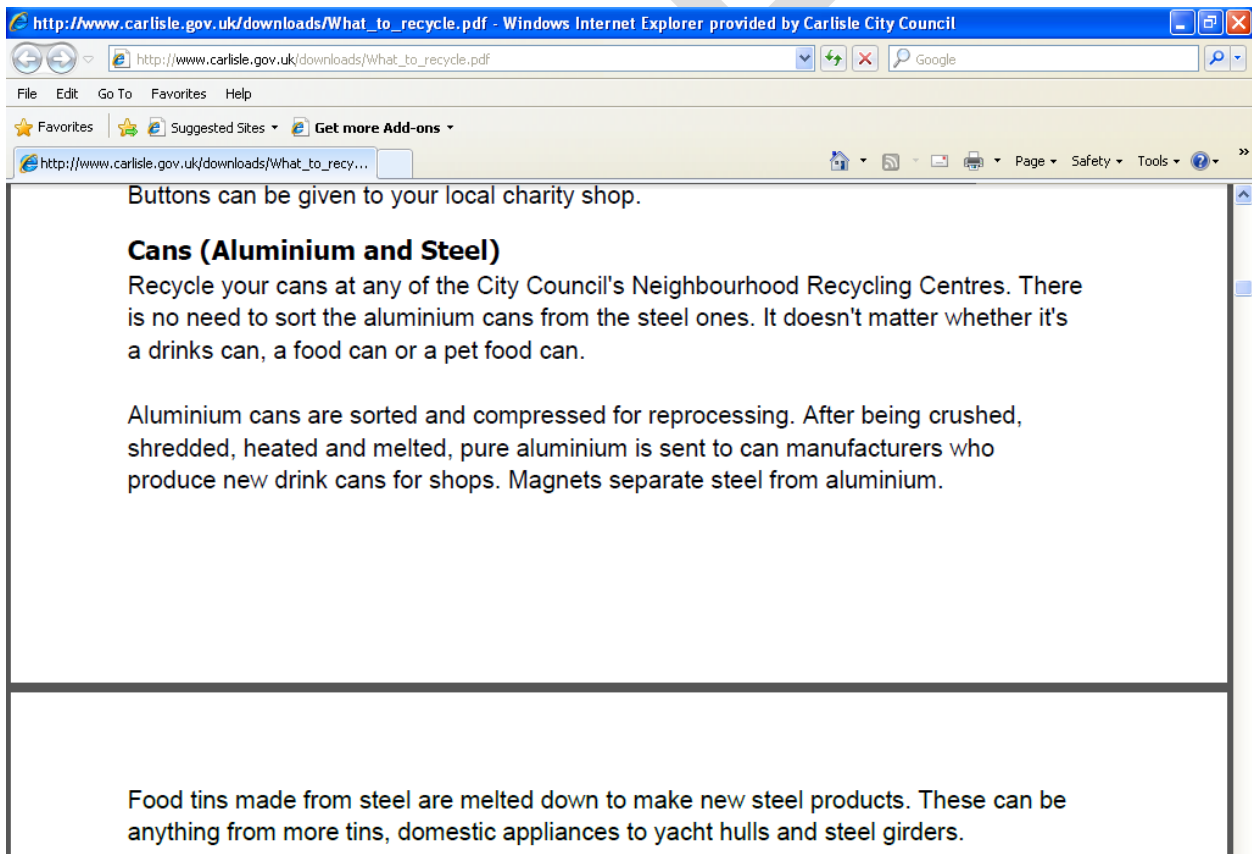 http://www.carlisle.gov.uk/downloads/What_to_recycle.pdf - Windows Internet Explorer provided by Carlisle City Council
http://www.carlisle.gov.uk/downloads/What_to_recycle.pdf Google
File Edit Go To Favorites Help
Favorites Suggested Sites Get more Add-ons
http://www.carlisle.gov.uk/downloads/What_to_recy... Page Safety Tools »
Buttons can be given to your local charity shop.
Cans (Aluminium and Steel)
Recycle your cans at any of the City Council's Neighbourhood Recycling Centres. There
is no need to sort the aluminium cans from the steel ones. It doesn't matter whether it's
a drinks can, a food can or a pet food can.
Aluminium cans are sorted and compressed for reprocessing. After being crushed,
shredded, heated and melted, pure aluminium is sent to can manufacturers who
produce new drink cans for shops. Magnets separate steel from aluminium.
Food tins made from steel are melted down to make new steel products. These can be
anything from more tins, domestic appliances to yacht hulls and steel girders.